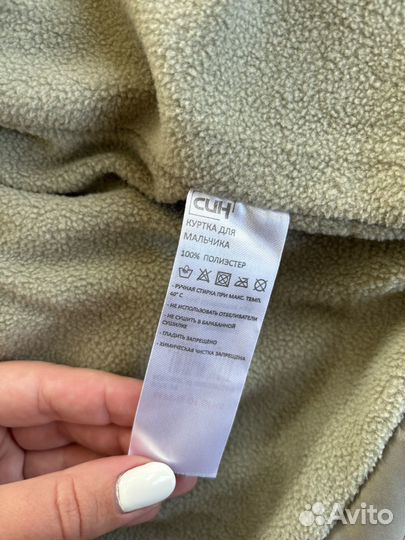 СИН
КУРТКА ДЛЯ
МАЛЬЧИКА
100% ПОЛИЭСТЕР
- РУЧНАЯ СТИРКА ПРИ МАКС. ТЕМП.
40° С
- НЕ ИСПОЛЬЗОВАТЬ ОТБЕЛИВАТЕЛИ
- НЕ СУШИТЬ В БАРАБАННОЙ
СУШИЛКЕ
- ГЛАДИТЬ ЗАПРЕЩЕНО
- ХИМИЧЕСКАЯ ЧИСТКА ЗАПРЕЩЕНА
Avito